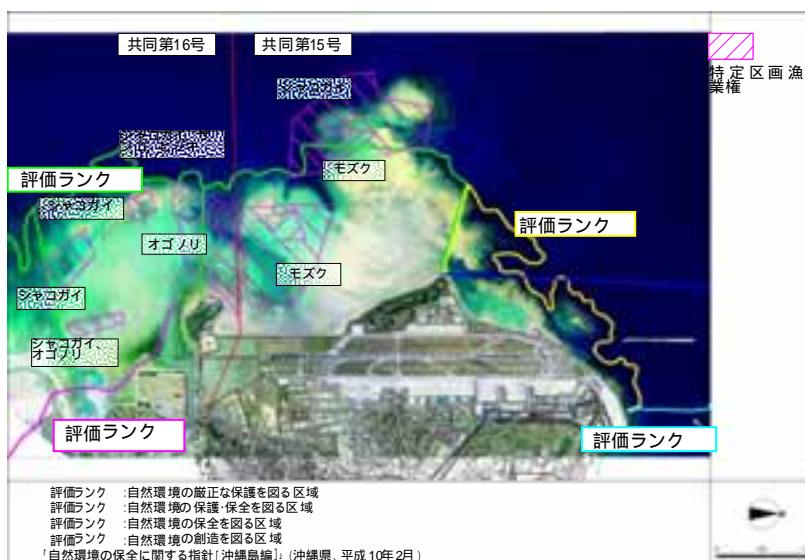 共同第16号 共同第15号
特定区画漁
業権
シャコガイ
モズク
評価ランク
シャコガイ
オゴノリ
評価ランク
モズク
シャコガイ
シャコガイ、
オゴノリ
評価ランク
評価ランク
評価ランク :自然環境の厳正な保護を図る区域
評価ランク :自然環境の保護・保全を図る区域
評価ランク :自然環境の保全を図る区域
評価ランク :自然環境の創造を図る区域
「自然環境の保全に関する指針[沖縄島編]」(沖縄県、平成10年2月)